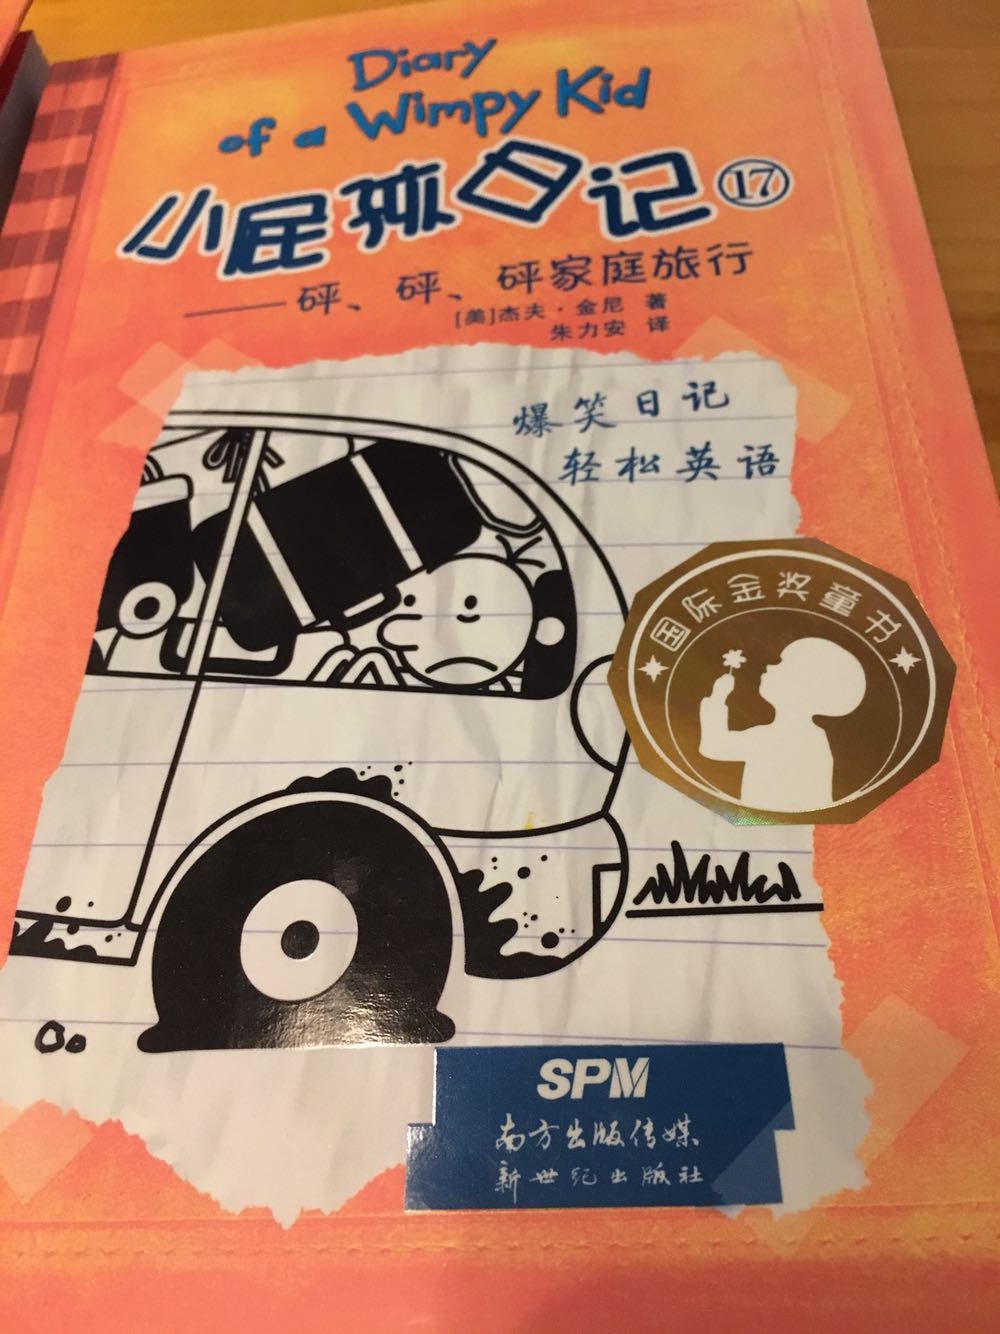 Diary
of a Wimpy Kid
小屁孩日记⑰
——砰、砰、砰家庭旅行
[美]杰夫·金尼 著
朱力安 译
爆笑日记
轻松英语
国际金奖童书
SPM
南方出版传媒
新世纪出版社